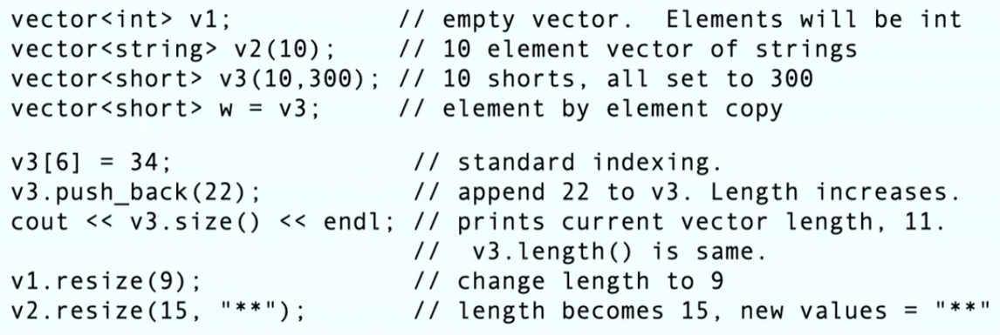 vector<int> v1;             // empty vector.  Elements will be int
vector<string> v2(10);      // 10 element vector of strings
vector<short> v3(10,300); // 10 shorts, all set to 300
vector<short> w = v3;       // element by element copy
v3[6] = 34;                 // standard indexing.
v3.push_back(22);           // append 22 to v3. Length increases.
cout << v3.size() << endl; // prints current vector length, 11.
//  v3.length() is same.
v1.resize(9);               // change length to 9
v2.resize(15, "**");        // length becomes 15, new values = "**"